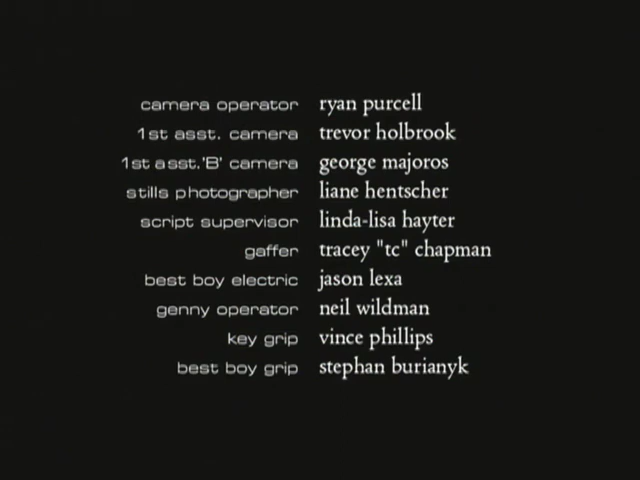 camera operator ryan purcell
1st asst. camera trevor holbrook
1st asst.'B' camera george majoros
stills photographer liane hentscher
script supervisor linda-lisa hayter
gaffer tracey "tc" chapman
best boy electric jason lexa
genny operator neil wildman
key grip vince phillips
best boy grip stephan burianyk